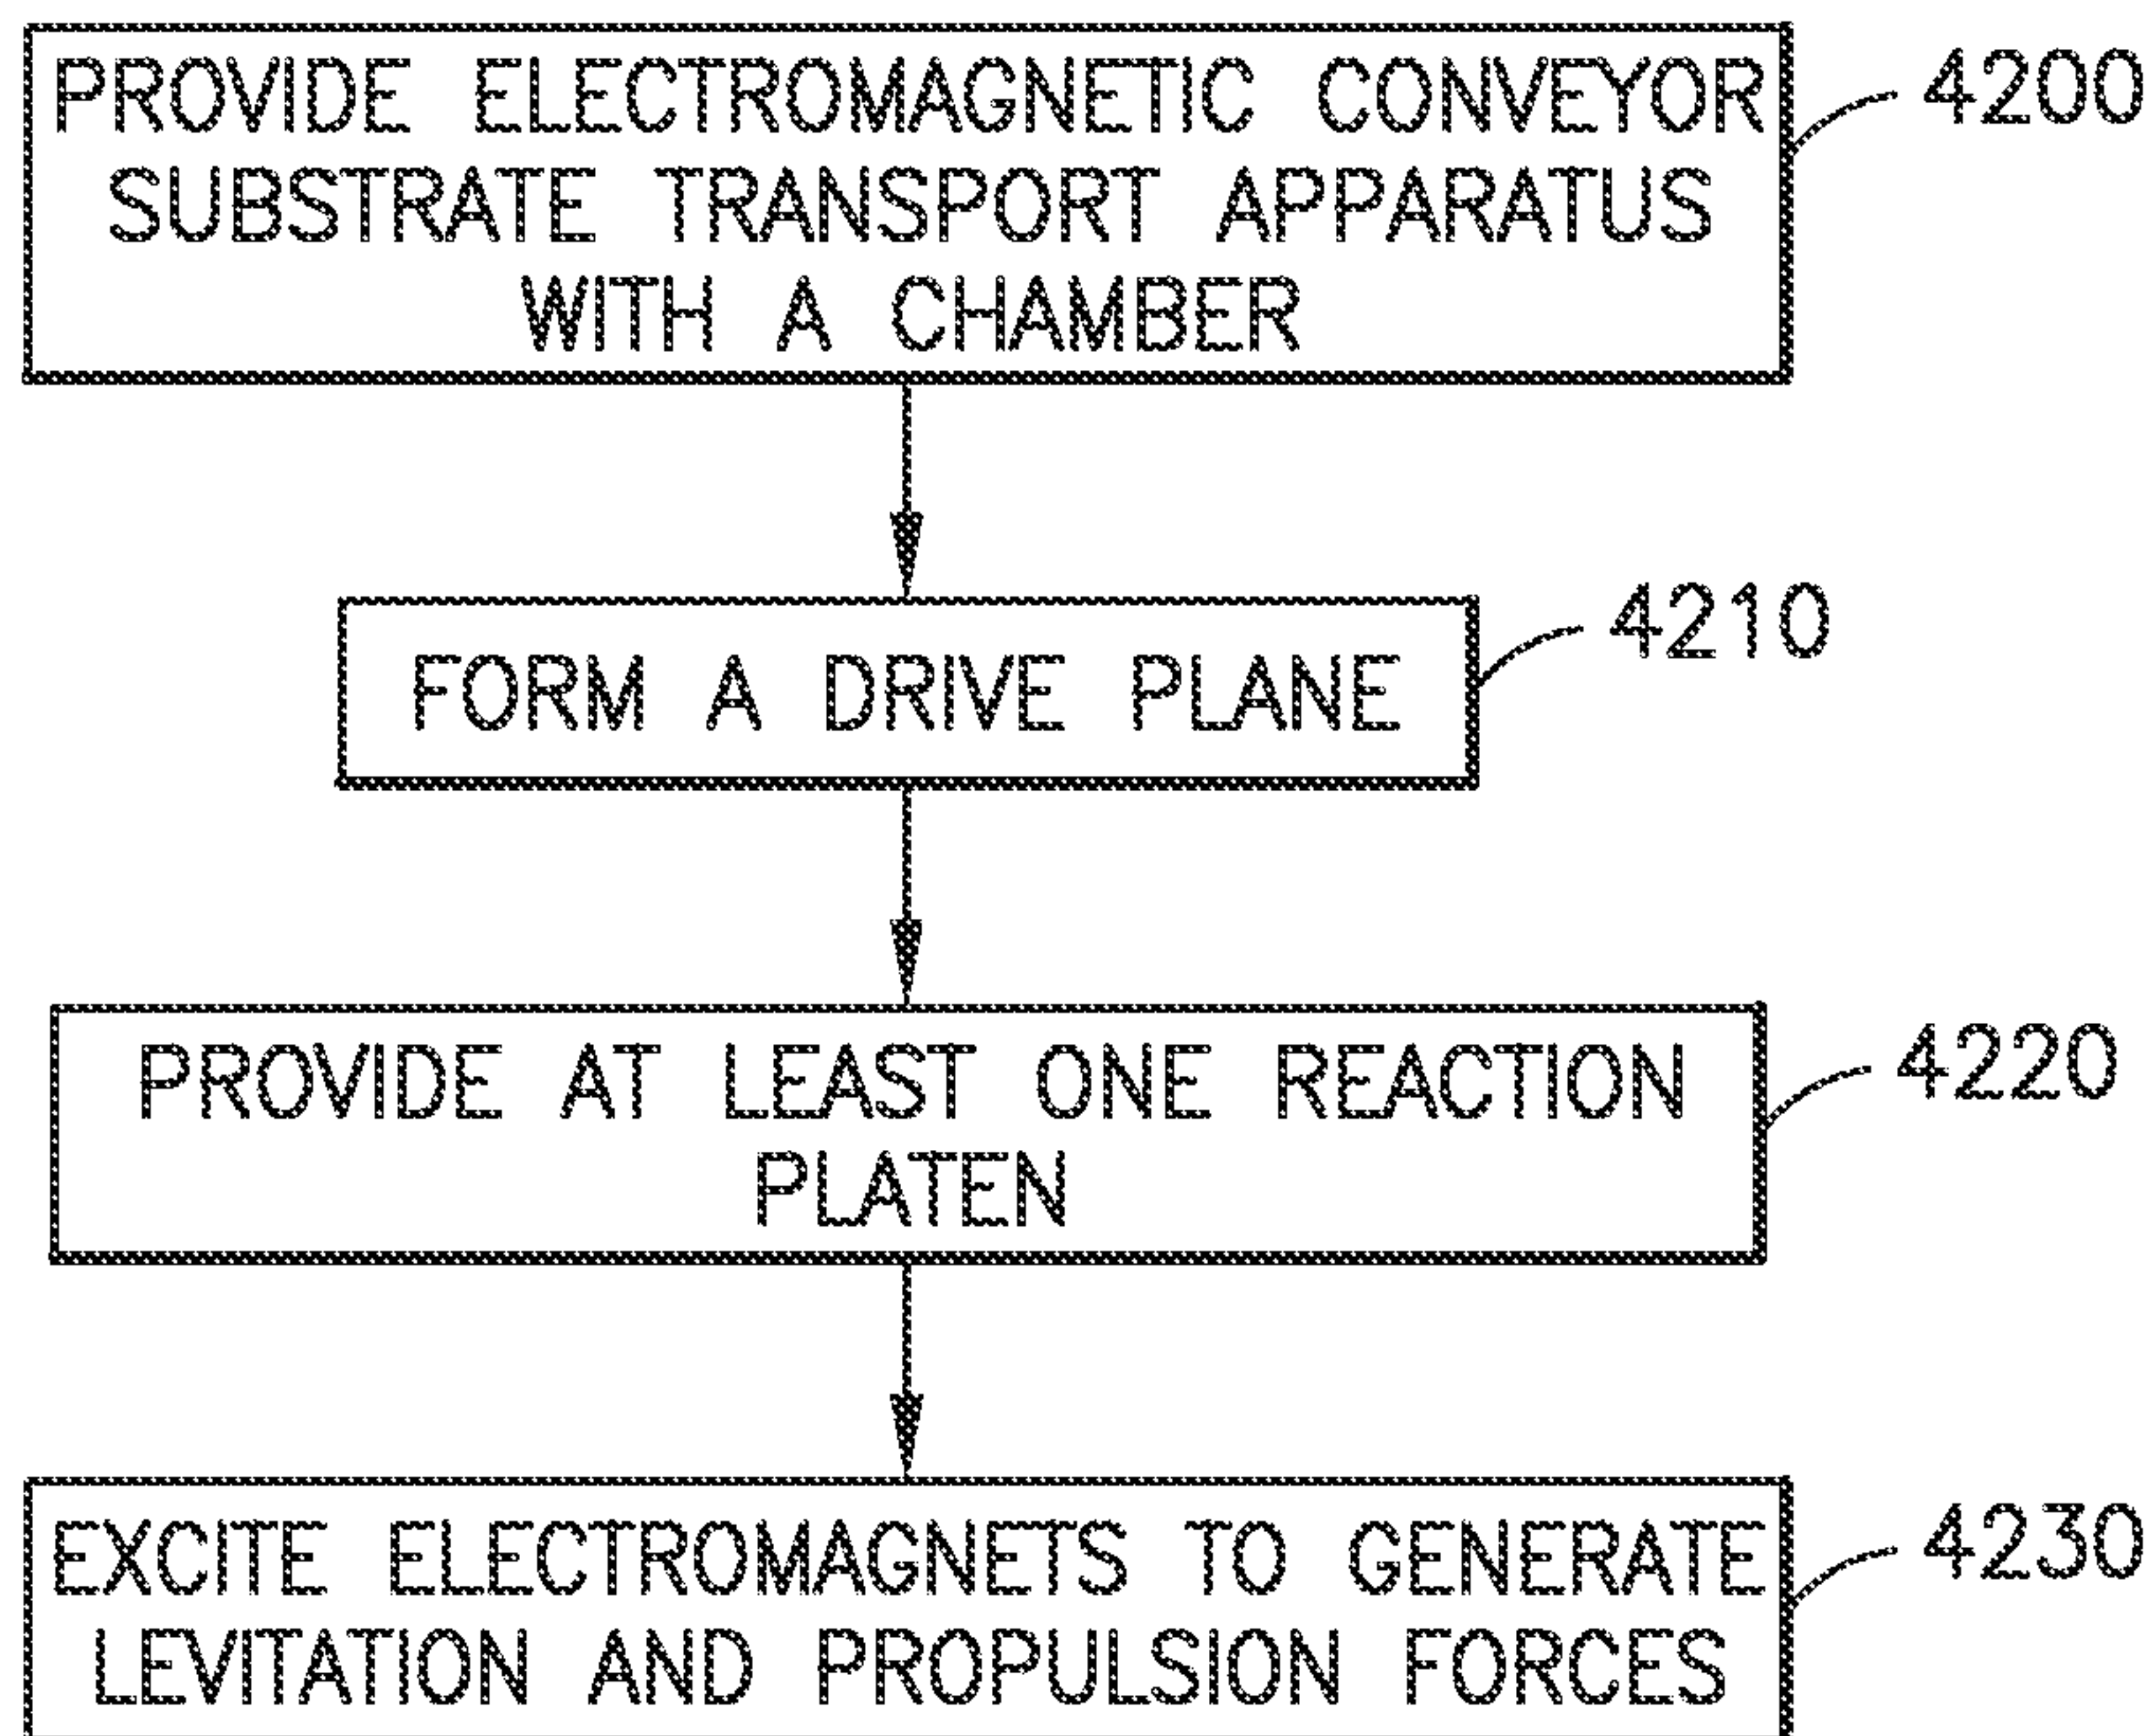 PROVIDE ELECTROMAGNETIC CONVEYOR
SUBSTRATE TRANSPORT APPARATUS
WITH A CHAMBER
4200
FORM A DRIVE PLANE
4210
PROVIDE AT LEAST ONE REACTION
PLATEN
4220
EXCITE ELECTROMAGNETS TO GENERATE
LEVITATION AND PROPULSION FORCES
4230